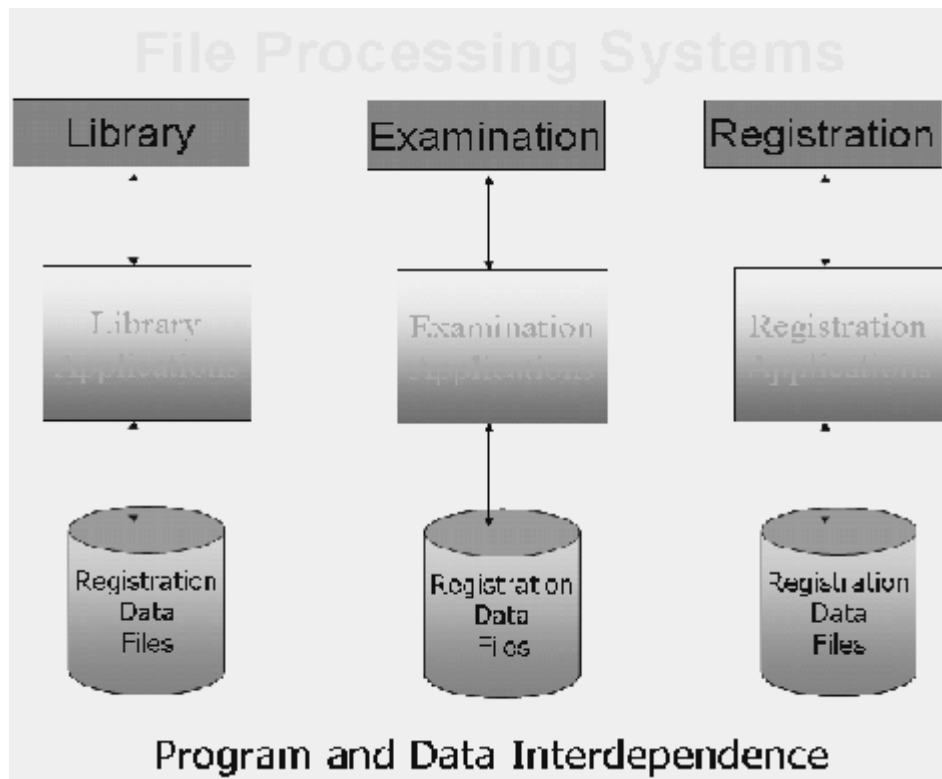 File Processing Systems
Library
Examination
Registration
Library
Applications
Examination
Applications
Registration
Applications
Registration
Data
Files
Registration
Data
Files
Registration
Data
Files
Program and Data Interdependence